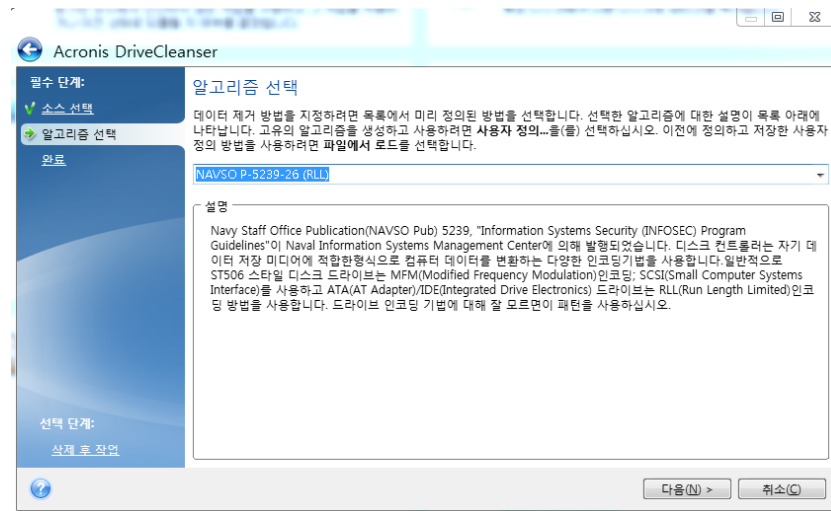 Acronis DriveCleanser
필수 단계:
소스 선택
알고리즘 선택
완료
선택 단계:
삭제 후 작업
알고리즘 선택
데이터 제거 방법을 지정하려면 목록에서 미리 정의된 방법을 선택합니다. 선택한 알고리즘에 대한 설명이 목록 아래에
나타납니다. 고유의 알고리즘을 생성하고 사용하려면 사용자 정의...을(를) 선택하십시오. 이전에 정의하고 저장한 사용자
정의 방법을 사용하려면 파일에서 로드를 선택합니다.
NAVSO P-5239-26 (RLL)
설명
Navy Staff Office Publication(NAVSO Pub) 5239, "Information Systems Security (INFOSEC) Program
Guidelines"이 Naval Information Systems Management Center에 의해 발행되었습니다. 디스크 컨트롤러는 자기 데
이터 저장 미디어에 적합한형식으로 컴퓨터 데이터를 변환하는 다양한 인코딩기법을 사용합니다.일반적으로
ST506 스타일 디스크 드라이브는 MFM(Modified Frequency Modulation)인코딩; SCSI(Small Computer Systems
Interface)를 사용하고 ATA(AT Adapter)/IDE(Integrated Drive Electronics) 드라이브는 RLL(Run Length Limited)인코
딩 방법을 사용합니다. 드라이브 인코딩 기법에 대해 잘 모르면이 패턴을 사용하십시오.
다음(N) >
취소(C)